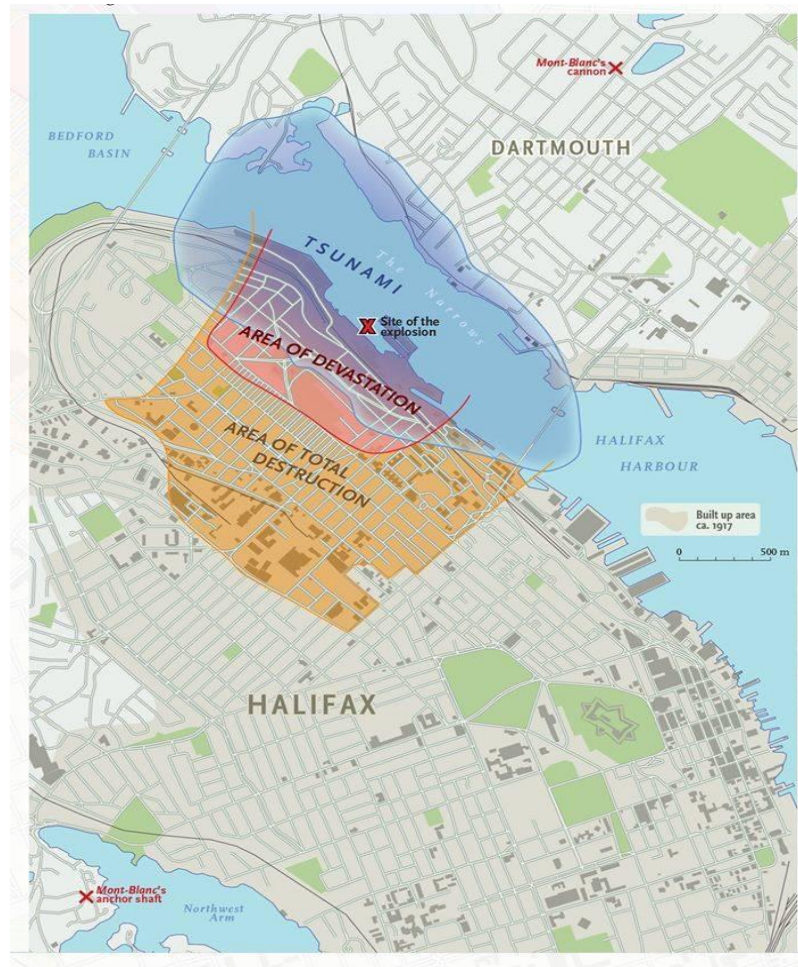 Mont-Blanc's
cannon
DARTMOUTH
BEDFORD
BASIN
TSUNAMI
The Narrows
Site of the
explosion
AREA OF DEVASTATION
AREA OF TOTAL
DESTRUCTION
HALIFAX
HARBOUR
Built up area
ca. 1917
0 500 m
HALIFAX
Mont-Blanc's
anchor shaft
Northwest
Arm